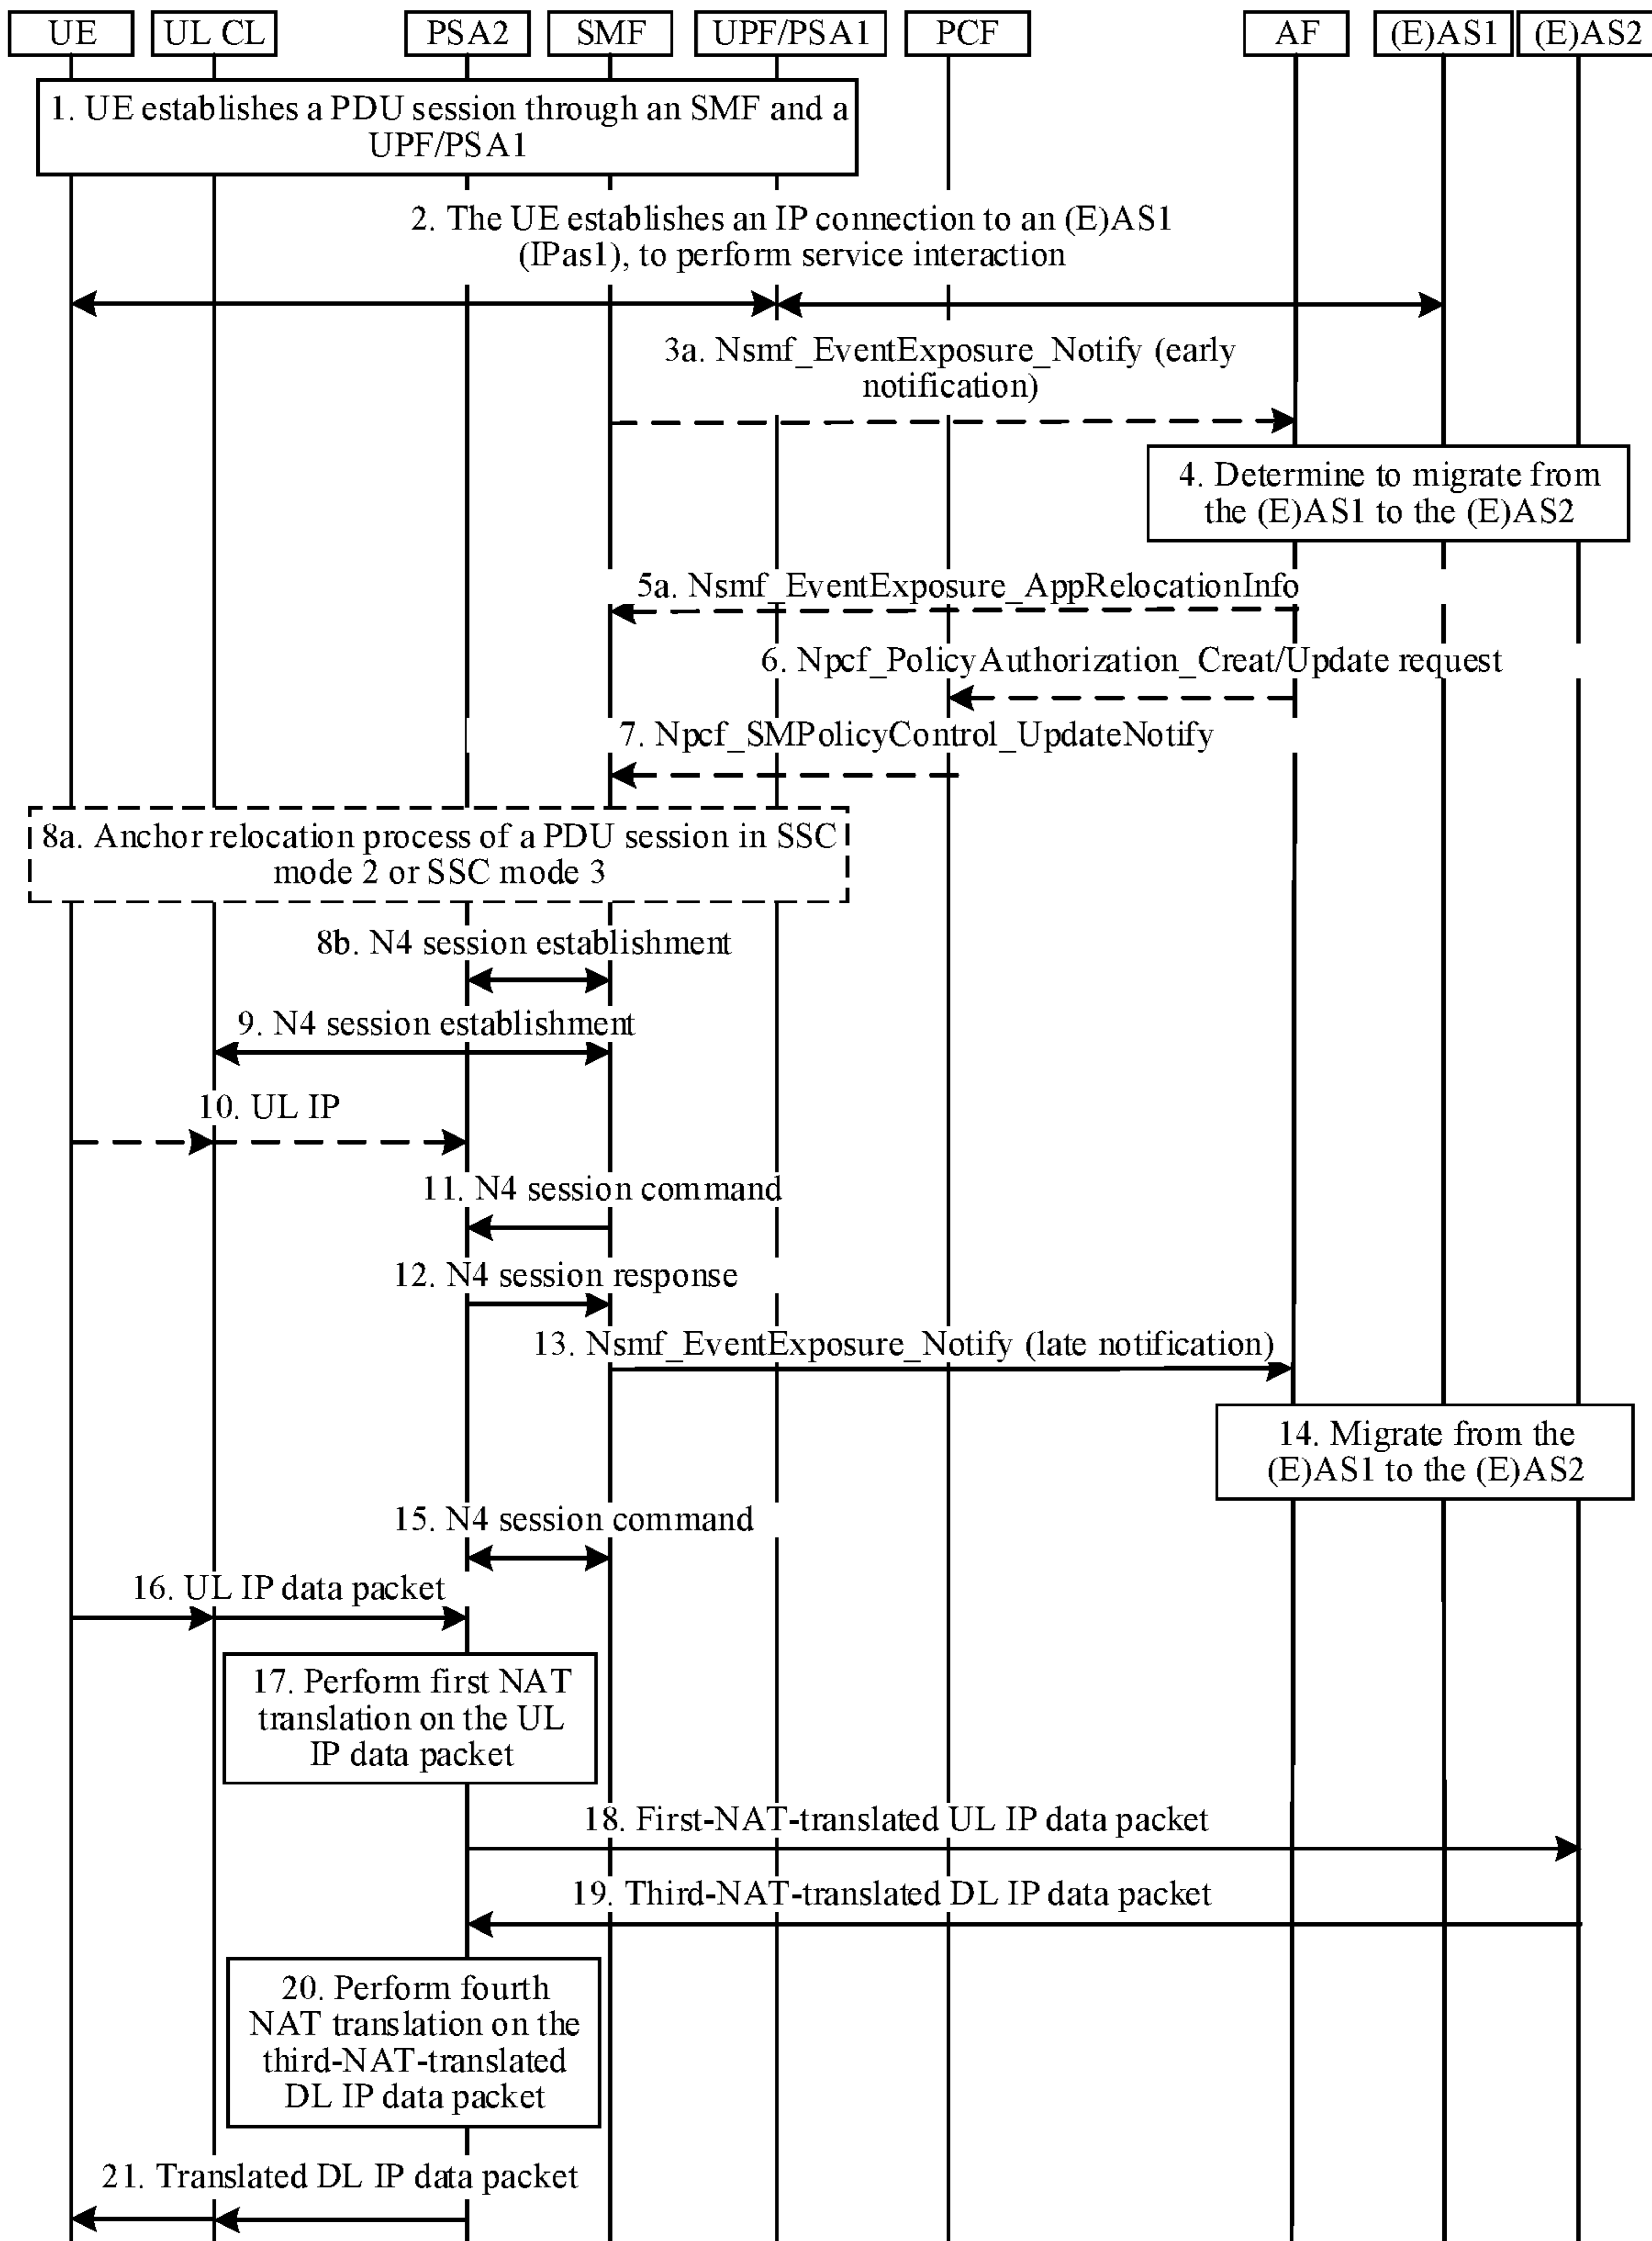 UE
UL CL
PSA2
SMF
UPF/PSA1
PCF
AF
(E)AS1
(E)AS2
1. UE establishes a PDU session through an SMF and a
UPF/PSA1
2. The UE establishes an IP connection to an (E)AS1
(IPas1), to perform service interaction
3a. Nsmf_EventExposure_Notify (early
notification)
4. Determine to migrate from
the (E)AS1 to the (E)AS2
5a. Nsmf_EventExposure_AppRelocationInfo
6. Npcf_PolicyAuthorization_Creat/Update request
7. Npcf_SMPolicyControl_UpdateNotify
8a. Anchor relocation process of a PDU session in SSC
mode 2 or SSC mode 3
8b. N4 session establishment
9. N4 session establishment
10. UL IP
11. N4 session command
12. N4 session response
13. Nsmf_EventExposure_Notify (late notification)
14. Migrate from the
(E)AS1 to the (E)AS2
15. N4 session command
16. UL IP data packet
17. Perform first NAT
translation on the UL
IP data packet
18. First-NAT-translated UL IP data packet
19. Third-NAT-translated DL IP data packet
20. Perform fourth
NAT translation on the
third-NAT-translated
DL IP data packet
21. Translated DL IP data packet